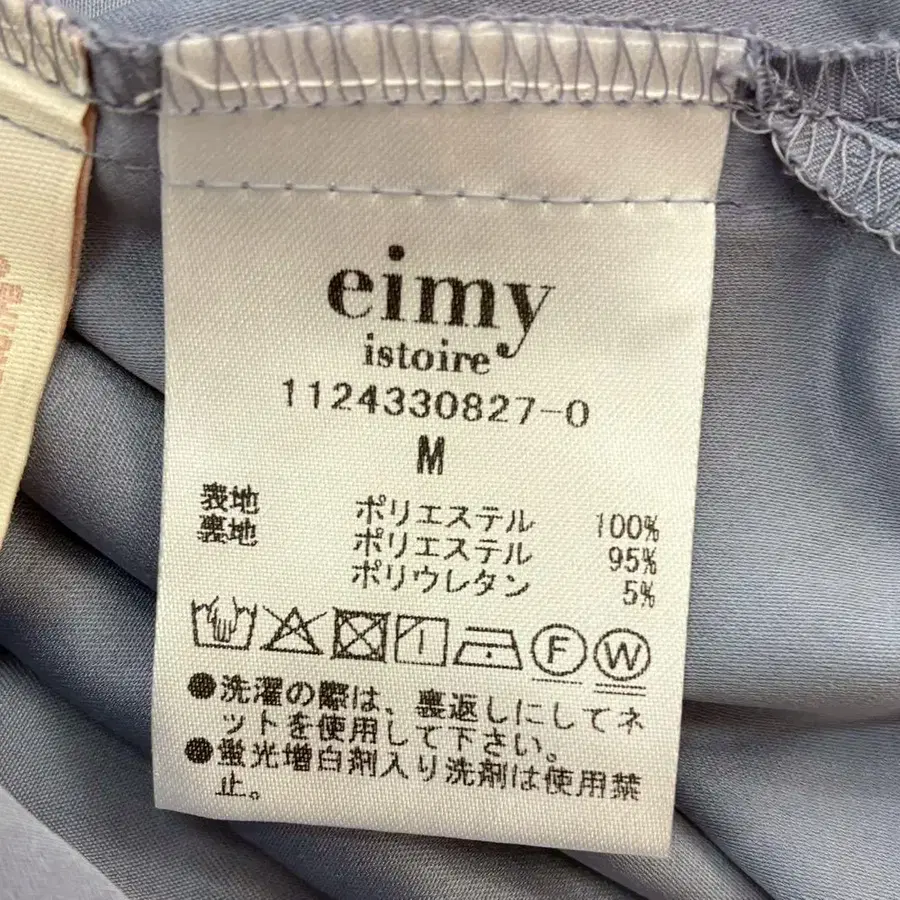 eimy
istoire
1124330827-0
M
表地 ポリエステル 100%
裏地 ポリエステル 95%
ポリウレタン 5%
F W
●洗濯の際は、裏返しにしてネ
ットを使用して下さい。
●蛍光増白剤入り洗剤は使用禁
止。